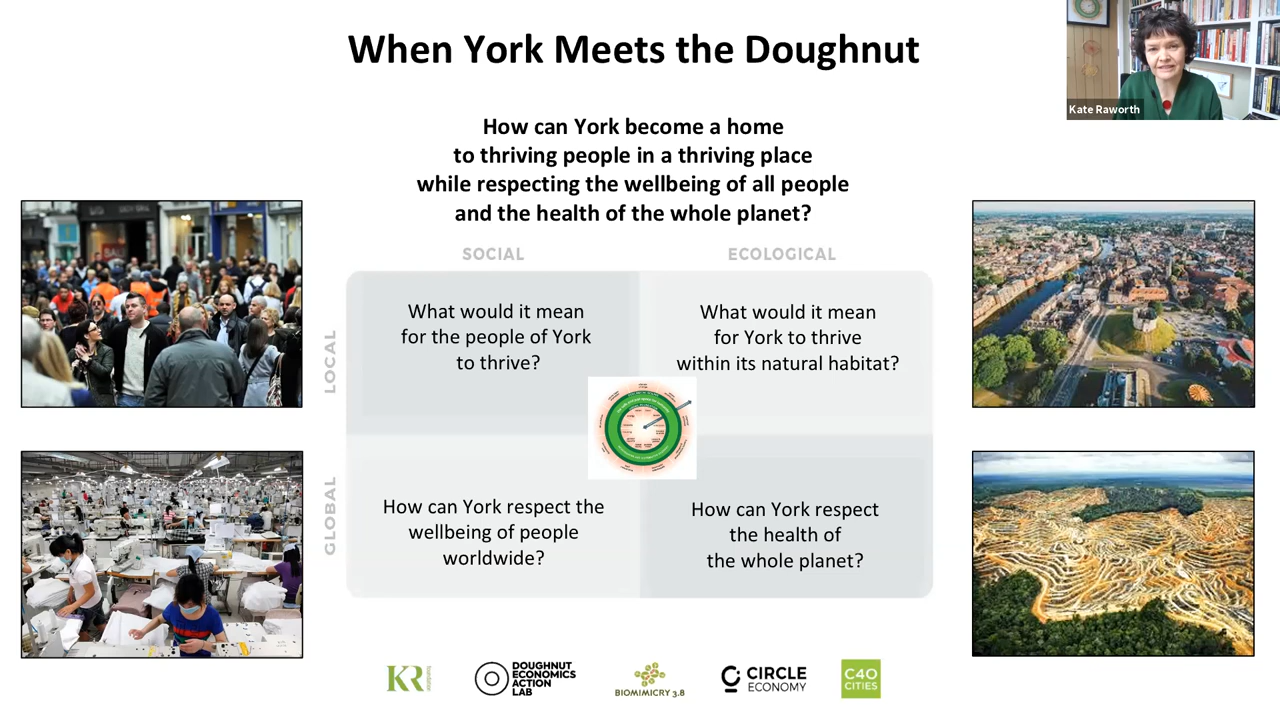 When York Meets the Doughnut
Kate Raworth
How can York become a home
to thriving people in a thriving place
while respecting the wellbeing of all people
and the health of the whole planet?
SOCIAL
ECOLOGICAL
LOCAL
What would it mean
for the people of York
to thrive?
What would it mean
for York to thrive
within its natural habitat?
GLOBAL
How can York respect the
wellbeing of people
worldwide?
How can York respect
the health of
the whole planet?
KR
DOUGHNUT
ECONOMICS
ACTION
LAB
BIOMIMICRY 3.8
CIRCLE
ECONOMY
C40
CITIES